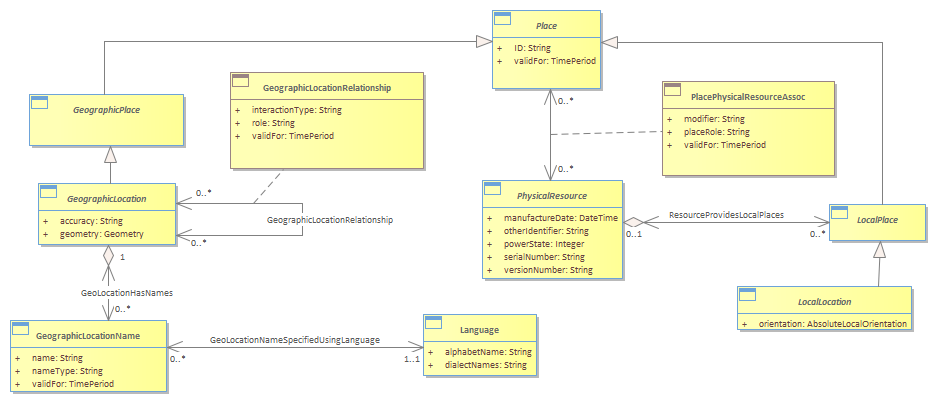 Place
+ ID: String
+ validFor: TimePeriod
GeographicLocationRelationship
+ interactionType: String
+ role: String
+ validFor: TimePeriod
PlacePhysicalResourceAssoc
+ modifier: String
+ placeRole: String
+ validFor: TimePeriod
GeographicPlace
0..*
0..*
GeographicLocation
+ accuracy: String
+ geometry: Geometry
0..*
GeographicLocationRelationship
0..*
1
PhysicalResource
+ manufactureDate: DateTime
+ otherIdentifier: String
+ powerState: Integer
+ serialNumber: String
+ versionNumber: String
ResourceProvidesLocalPlaces
0..1
0..*
LocalPlace
GeoLocationHasNames
0..*
LocalLocation
+ orientation: AbsoluteLocalOrientation
GeographicLocationName
+ name: String
+ nameType: String
+ validFor: TimePeriod
GeoLocationNameSpecifiedUsingLanguage
0..*
1..1
Language
+ alphabetName: String
+ dialectNames: String